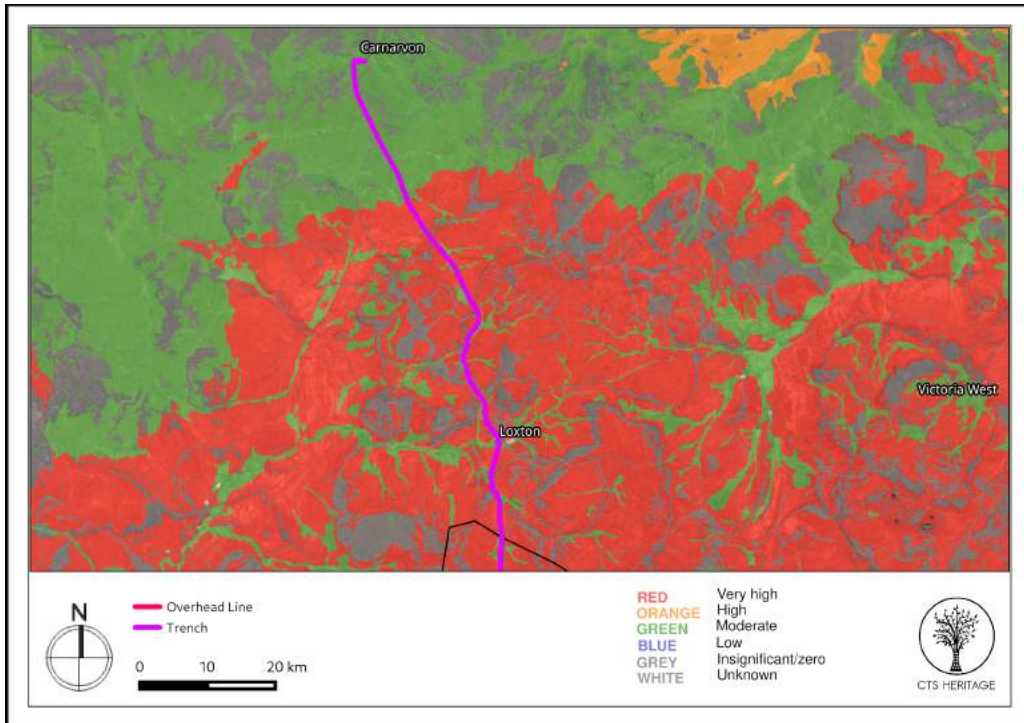 Carnarvon
Victoria West
Loxton
N
Overhead Line
Trench
0 10 20 km
RED Very high
ORANGE High
GREEN Moderate
BLUE Low
GREY Insignificant/zero
WHITE Unknown
CTS HERITAGE